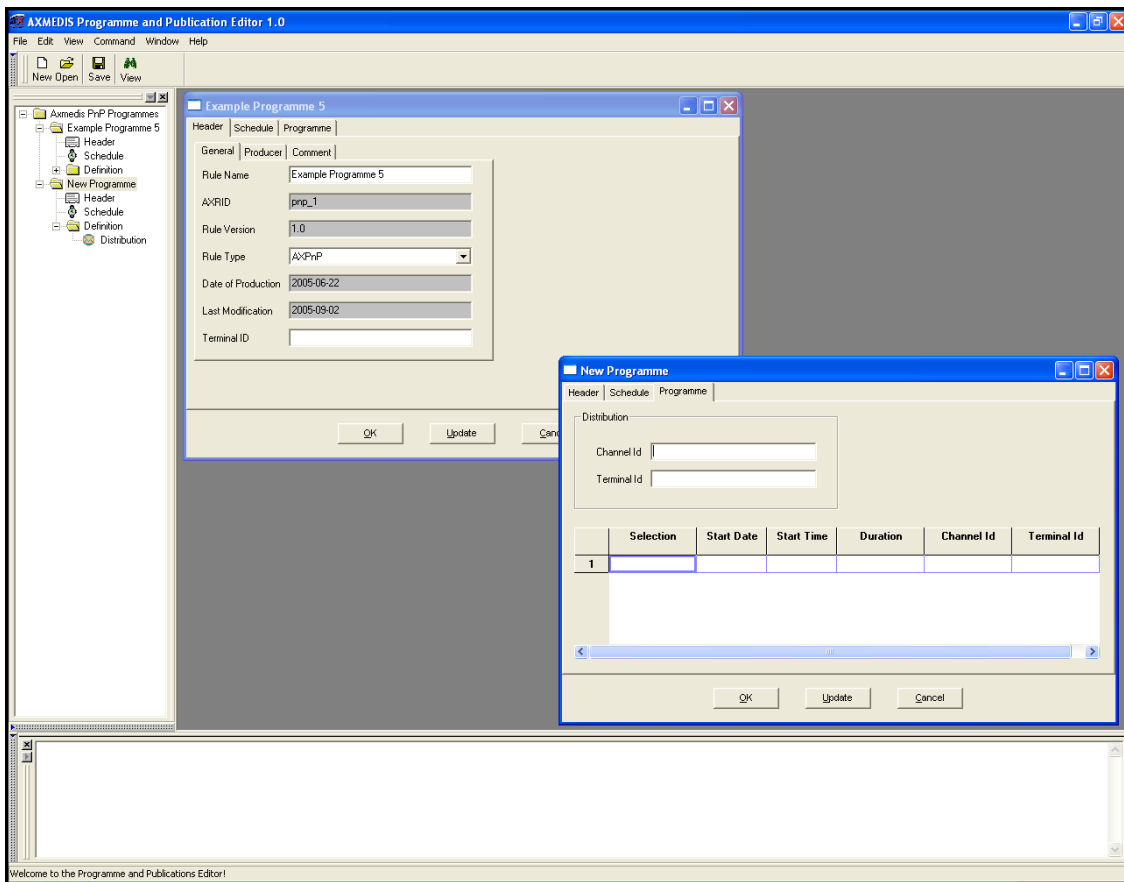 AXMEDIS Programme and Publication Editor 1.0
File Edit View Command Window Help
New Open Save View
Axmedis PnP Programmes
Example Programme 5
Header
Schedule
Definition
New Programme
Header
Schedule
Definition
Distribution
Example Programme 5
Header Schedule Programme
General Producer Comment
Rule Name Example Programme 5
AXRID pnp_1
Rule Version 1.0
Rule Type AXPnP
Date of Production 2005-06-22
Last Modification 2005-09-02
Terminal ID
OK Update Canc
New Programme
Header Schedule Programme
Distribution
Channel Id
Terminal Id
Selection Start Date Start Time Duration Channel Id Terminal Id
1
OK Update Cancel
Welcome to the Programme and Publications Editor!